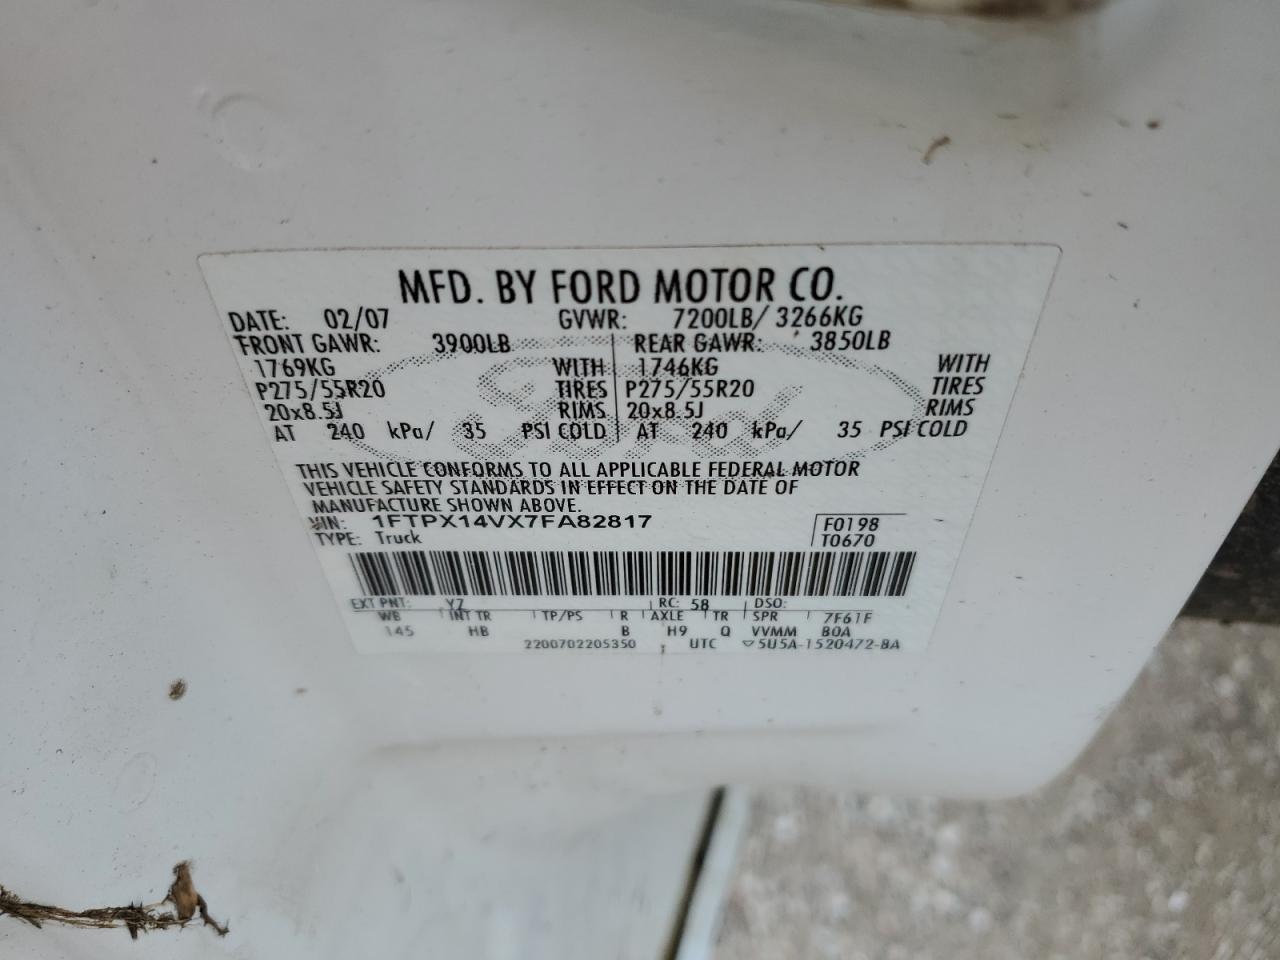 MFD. BY FORD MOTOR CO.
DATE: 02/07 GVWR: 7200LB/ 3266KG
FRONT GAWR: 3900LB REAR GAWR: 3850LB
1769KG WITH 1746KG WITH
P275/55R20 TIRES P275/55R20 TIRES
20x8.5J RIMS 20x8.5J RIMS
AT 240 kPa/ 35 PSI COLD AT 240 kPa/ 35 PSI COLD
Ford
THIS VEHICLE CONFORMS TO ALL APPLICABLE FEDERAL MOTOR
VEHICLE SAFETY STANDARDS IN EFFECT ON THE DATE OF
MANUFACTURE SHOWN ABOVE.
VIN: 1FTPX14VX7FA82817 F0198
TYPE: Truck T0670
EXT PNT: YZ RC: 58 DSO:
WB INT TR TP/PS R AXLE TR SPR 7F61F
145 HB B H9 Q VVMM BOA
2200702205350 UTC ▽5U5A-1520472-BA